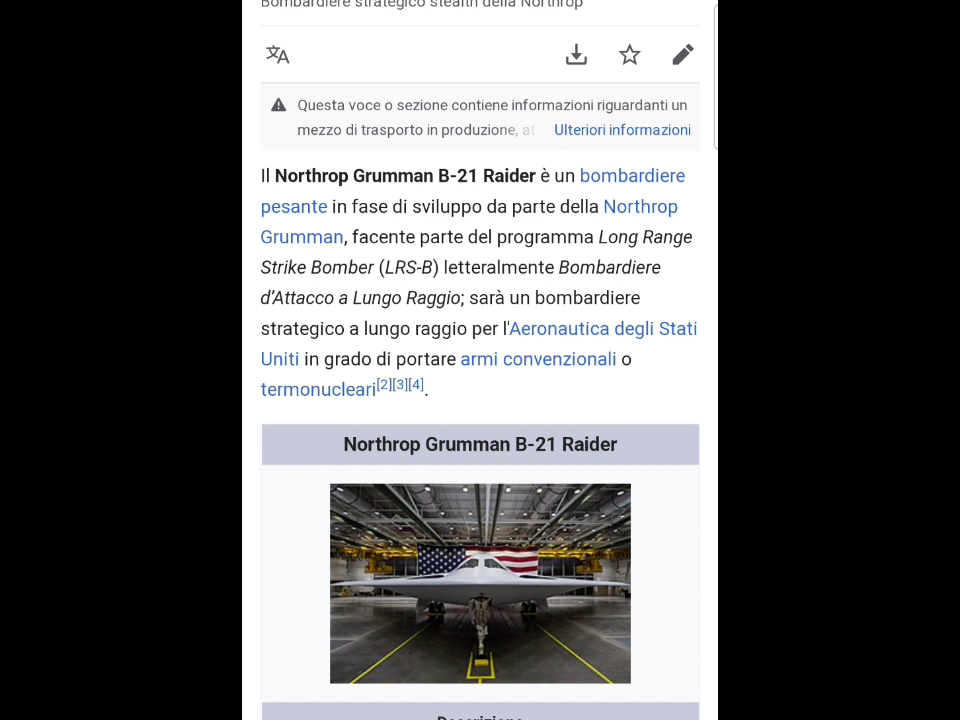 Bombardiere strategico stealth della Northrop
Questa voce o sezione contiene informazioni riguardanti un
mezzo di trasporto in produzione, at Ulteriori informazioni
Il Northrop Grumman B-21 Raider è un bombardiere
pesante in fase di sviluppo da parte della Northrop
Grumman, facente parte del programma Long Range
Strike Bomber (LRS-B) letteralmente Bombardiere
d'Attacco a Lungo Raggio; sarà un bombardiere
strategico a lungo raggio per l'Aeronautica degli Stati
Uniti in grado di portare armi convenzionali o
termonucleari[2][3][4].
Northrop Grumman B-21 Raider
Descrizione